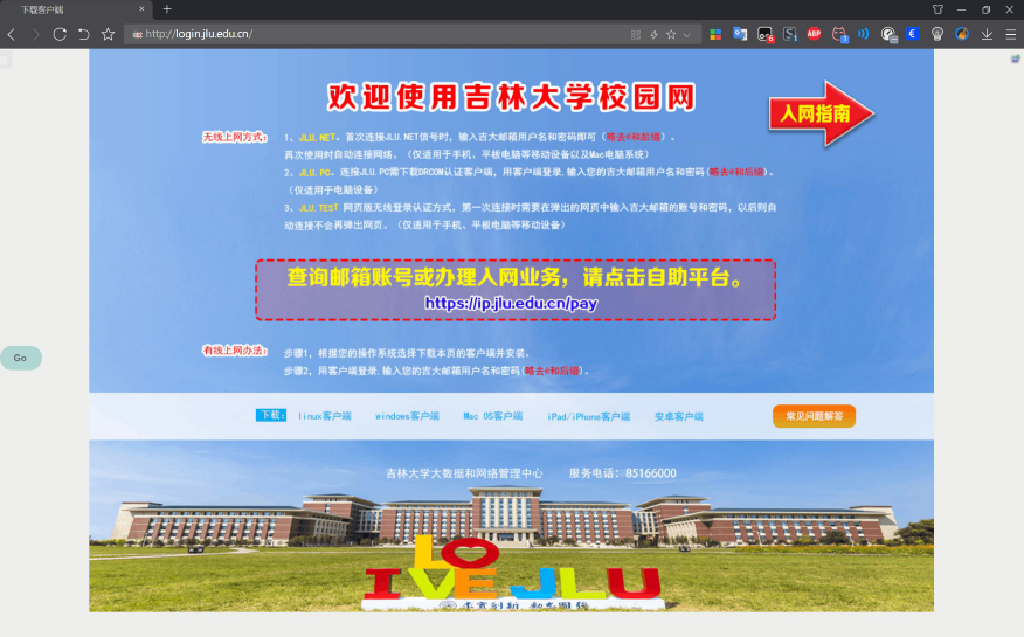 下载客户端
http://login.jlu.edu.cn/
欢迎使用吉林大学校园网
入网指南
无线上网方式:
1、JLU.NET。首次连接JLU.NET信号时, 输入吉大邮箱用户名和密码即可(略去@和后缀)。
再次使用时自动连接网络。(仅适用于手机、平板电脑等移动设备以及Mac电脑系统)
2、JLU.PC。连接JLU.PC需下载DRCOM认证客户端, 用客户端登录.输入您的吉大邮箱用户名和密码(略去@和后缀)。
(仅适用于电脑设备)
3、JLU.TEST 网页版无线登录认证方式。第一次连接时需要在弹出的网页中输入吉大邮箱的账号和密码, 以后则自
动连接不会再弹出网页。(仅适用于手机、平板电脑等移动设备)
查询邮箱账号或办理入网业务, 请点击自助平台。
https://ip.jlu.edu.cn/pay
Go
有线上网办法:
步骤1, 根据您的操作系统选择下载本页的客户端并安装。
步骤2, 用客户端登录.输入您的吉大邮箱用户名和密码(略去@和后缀)。
下载:
linux客户端
windows客户端
Mac OS客户端
iPad/iPhone客户端
安卓客户端
常见问题解答
吉林大学大数据和网络管理中心 服务电话: 85166000
LO
I VE JLU